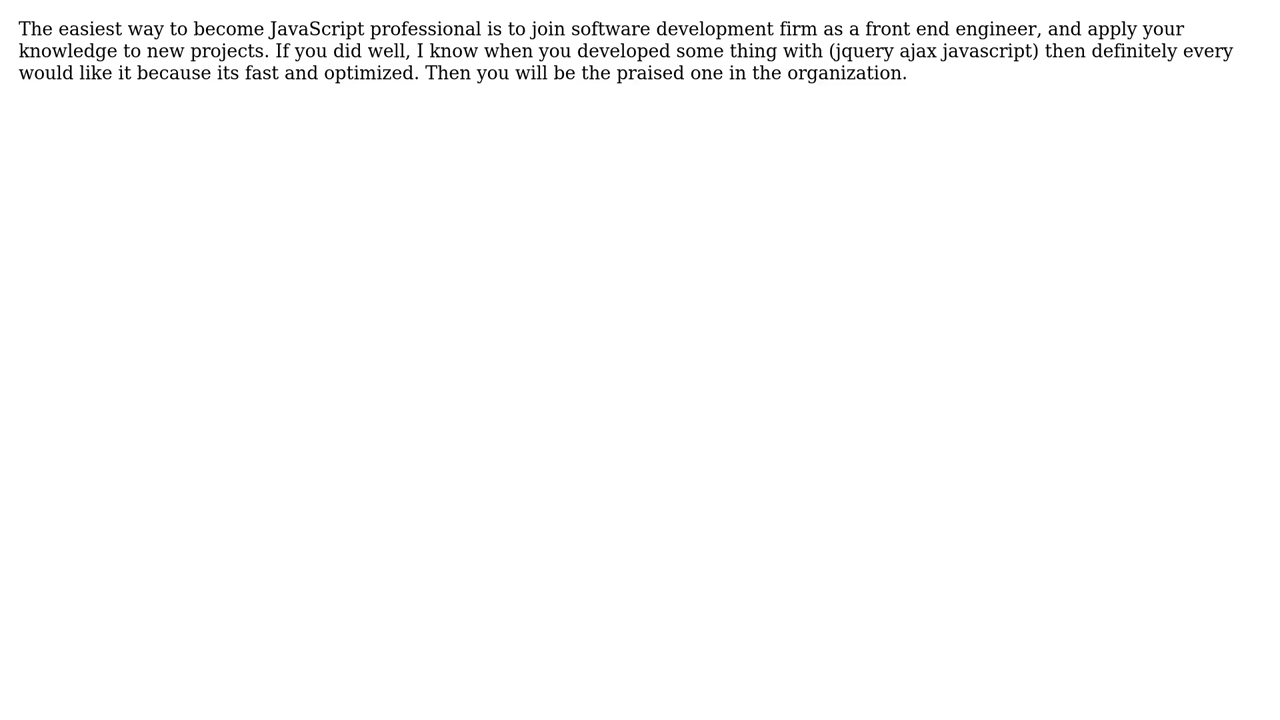 The easiest way to become JavaScript professional is to join software development firm as a front end engineer, and apply your
knowledge to new projects. If you did well, I know when you developed some thing with (jquery ajax javascript) then definitely every
would like it because its fast and optimized. Then you will be the praised one in the organization.